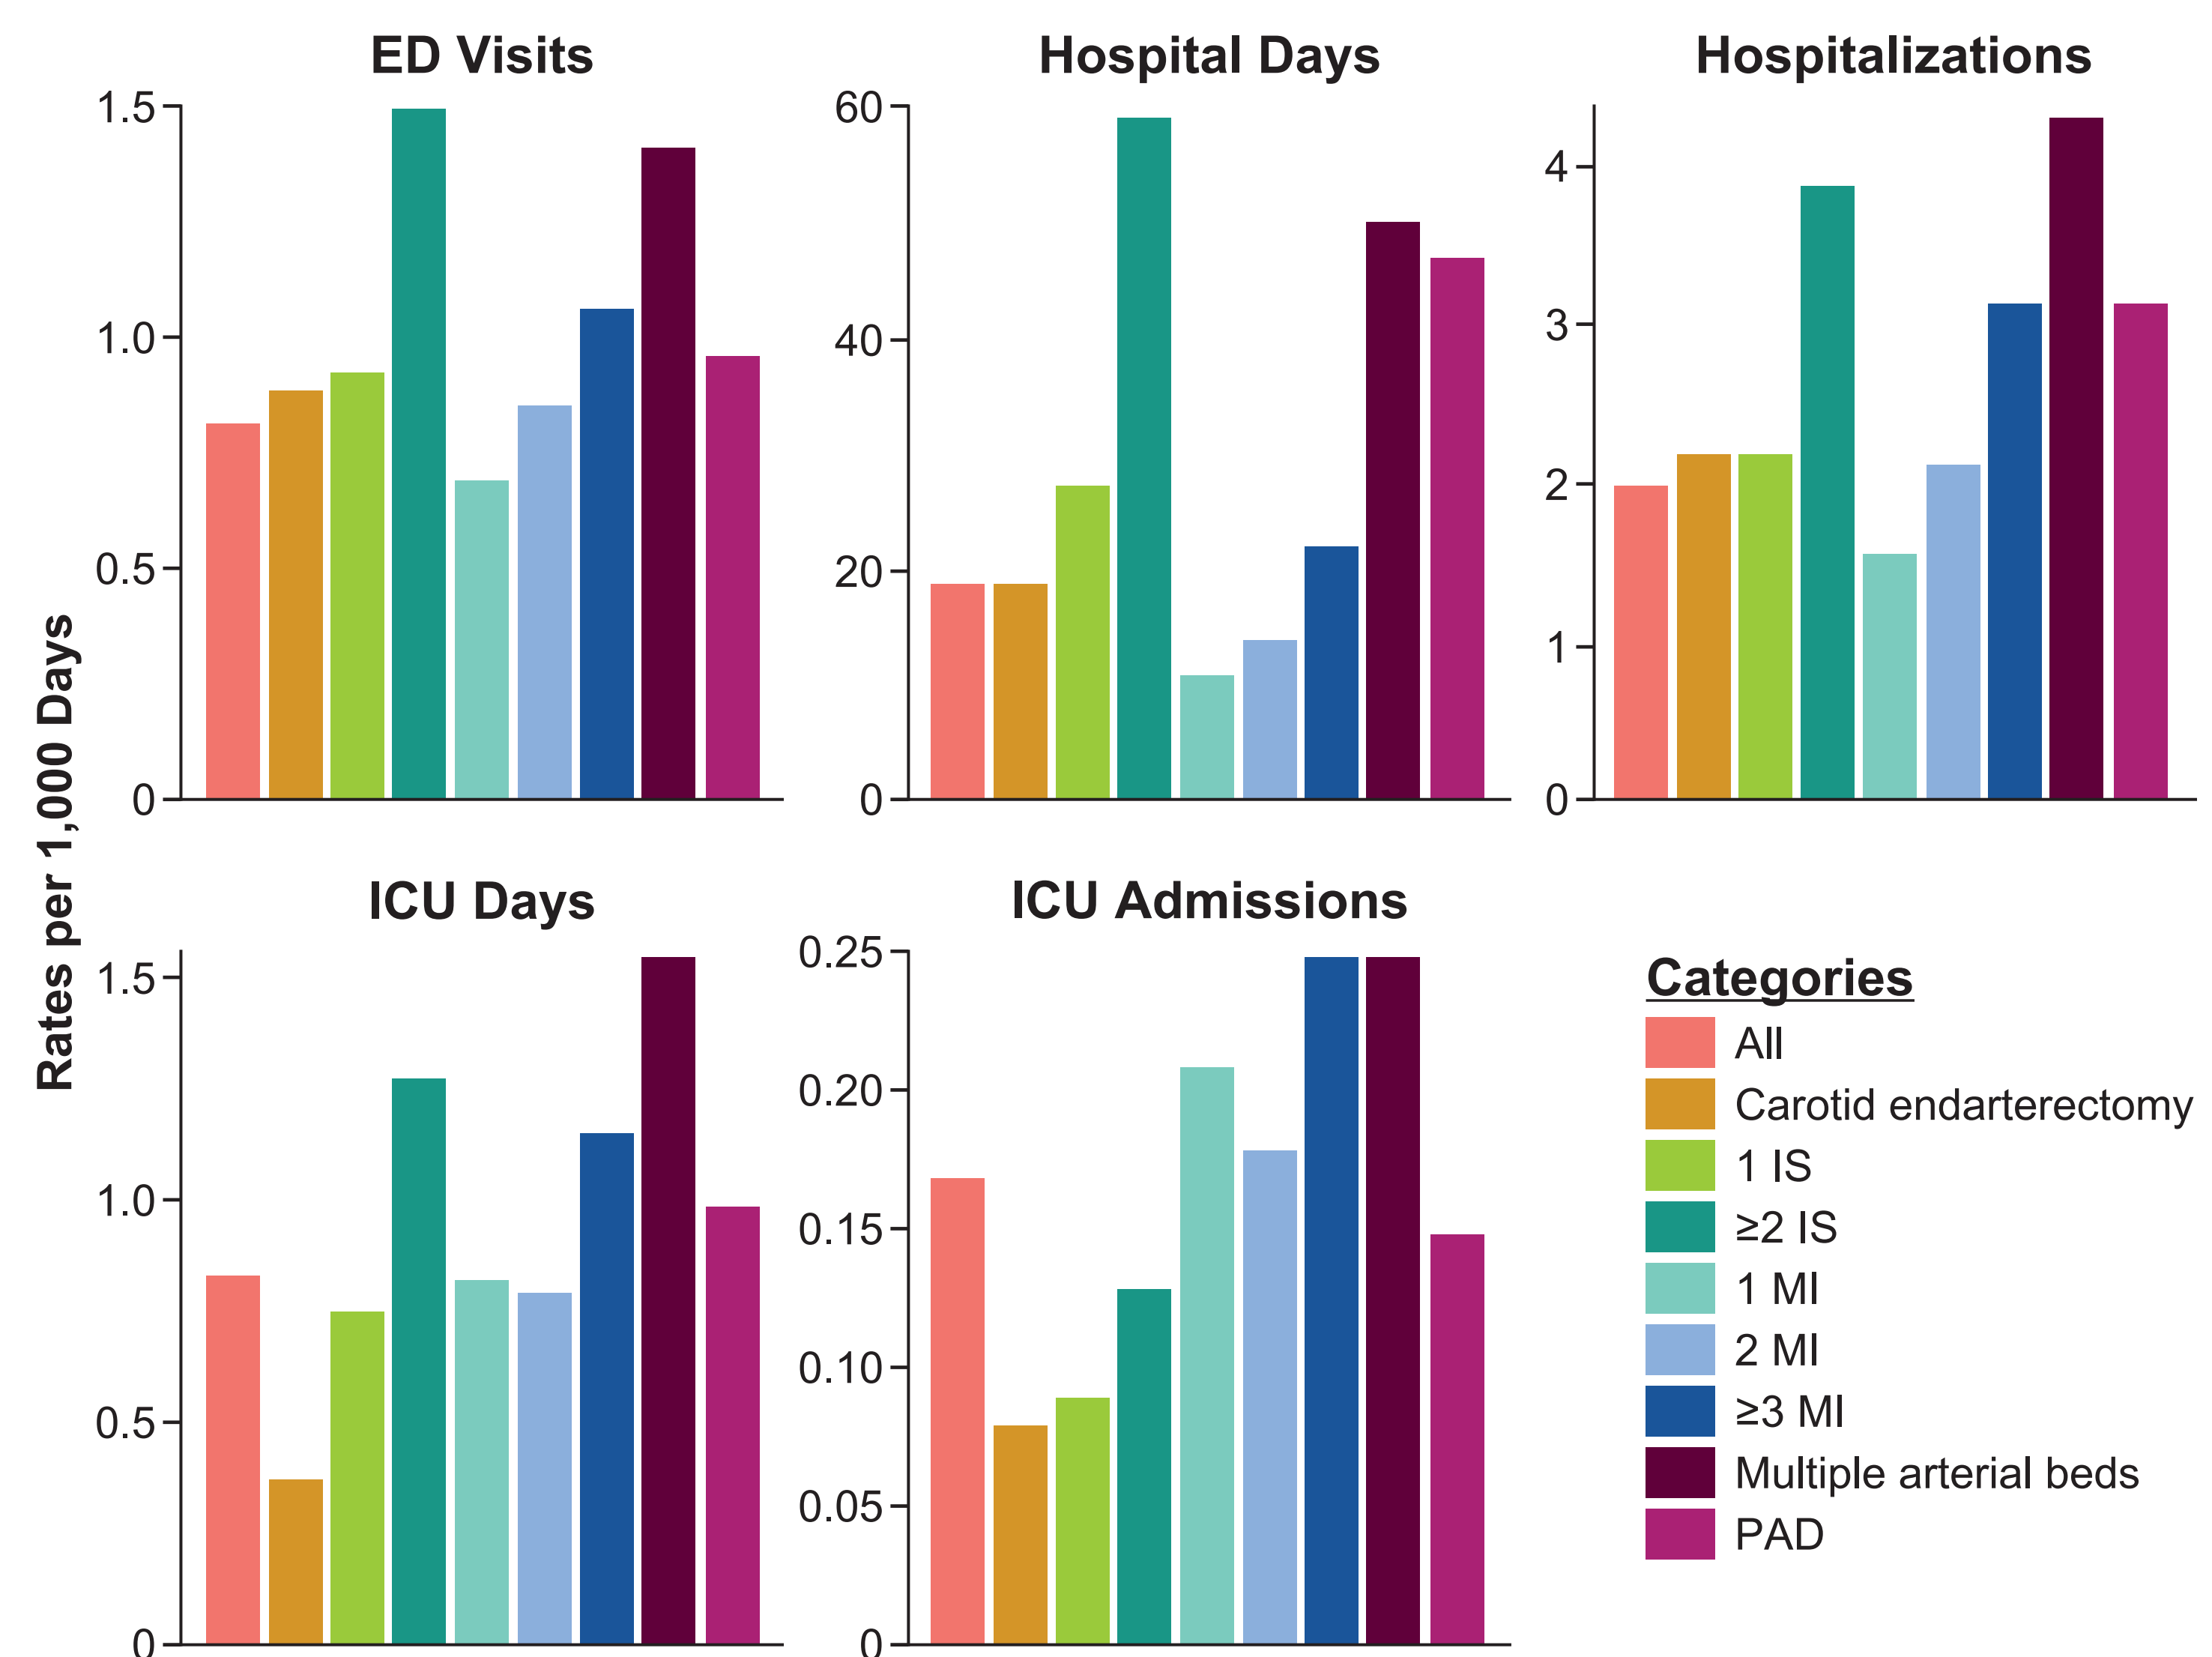 ED Visits
Hospital Days
Hospitalizations
Rates per 1,000 Days
1.5
1.0
0.5
0
60
40
20
0
4
3
2
1
0
ICU Days
ICU Admissions
1.5
1.0
0.5
0
0.25
0.20
0.15
0.10
0.05
0
Categories
All
Carotid endarterectomy
1 IS
≥2 IS
1 MI
2 MI
≥3 MI
Multiple arterial beds
PAD